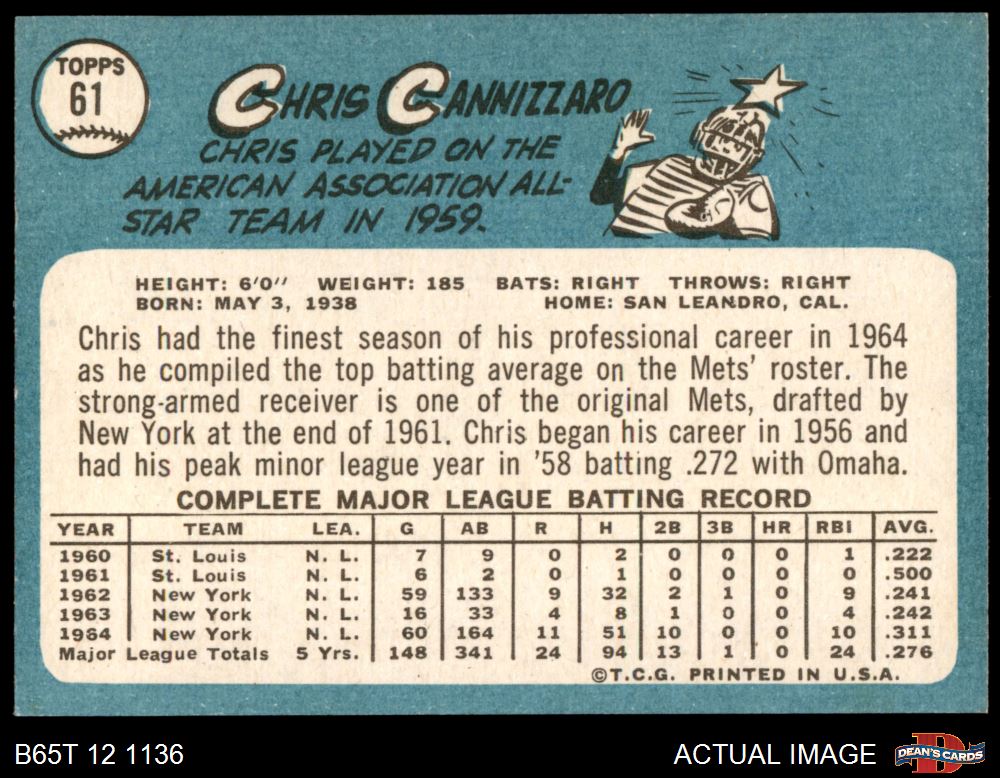 TOPPS
61
CHRIS CANNIZZARO
CHRIS PLAYED ON THE
AMERICAN ASSOCIATION ALL-
STAR TEAM IN 1959.
HEIGHT: 6'0" WEIGHT: 185 BATS: RIGHT THROWS: RIGHT
BORN: MAY 3, 1938 HOME: SAN LEANDRO, CAL.
Chris had the finest season of his professional career in 1964
as he compiled the top batting average on the Mets' roster. The
strong-armed receiver is one of the original Mets, drafted by
New York at the end of 1961. Chris began his career in 1956 and
had his peak minor league year in '58 batting .272 with Omaha.
COMPLETE MAJOR LEAGUE BATTING RECORD
YEAR TEAM LEA. G AB R H 2B 3B HR RBI AVG.
1960 St. Louis N. L. 7 9 0 2 0 0 0 1 .222
1961 St. Louis N. L. 6 2 0 1 0 0 0 0 .500
1962 New York N. L. 59 133 9 32 2 1 0 9 .241
1963 New York N. L. 16 33 4 8 1 0 0 4 .242
1964 New York N. L. 60 164 11 51 10 0 0 10 .311
Major League Totals 5 Yrs. 148 341 24 94 13 1 0 24 .276
©T.C.G. PRINTED IN U.S.A.
B65T 12 1136 ACTUAL IMAGE DEAN'S CARDS